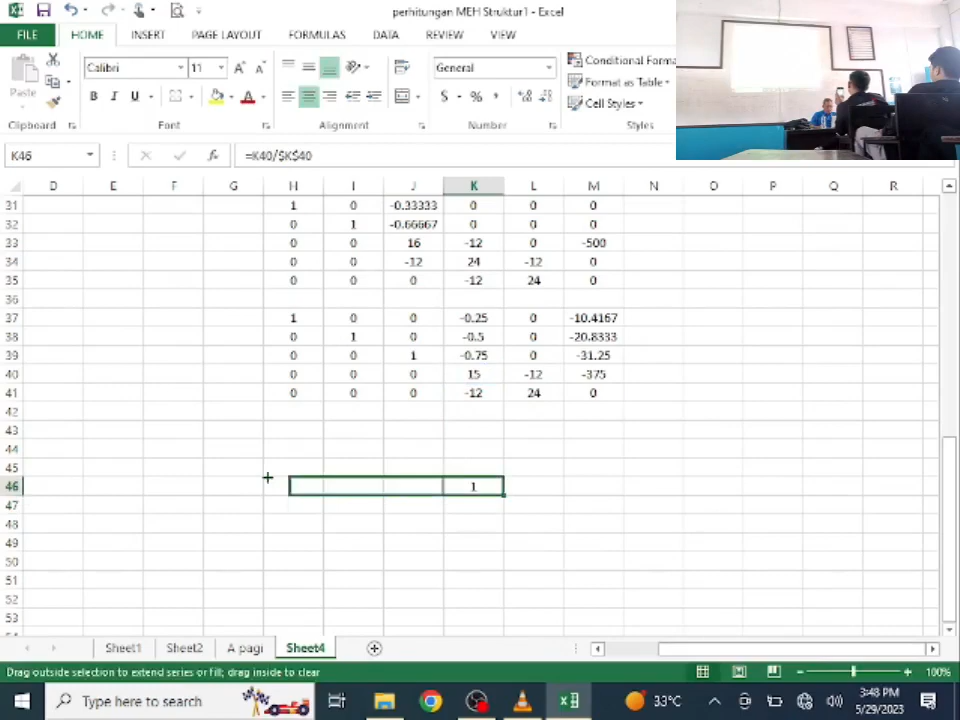 perhitungan MEH Struktur1 - Excel
FILE HOME INSERT PAGE LAYOUT FORMULAS DATA REVIEW VIEW
Calibri 11 General Conditional Forma
Format as Table
Paste B I U $ % Cell Styles
Clipboard Font Alignment Number Styles
K46 =K40/$K$40
D E F G H I J K L M N O P Q R
31 1 0 -0.33333 0 0 0
32 0 1 -0.66667 0 0 0
33 0 0 16 -12 0 -500
34 0 0 -12 24 -12 0
35 0 0 0 -12 24 0
36
37 1 0 0 -0.25 0 -10.4167
38 0 1 0 -0.5 0 -20.8333
39 0 0 1 -0.75 0 -31.25
40 0 0 0 15 -12 -375
41 0 0 0 -12 24 0
42
43
44
45
46 1
47
48
49
50
51
52
53
Sheet1 Sheet2 A pagi Sheet4
Drag outside selection to extend series or fill; drag inside to clear 100%
Type here to search 33°C 3:48 PM
5/29/2023